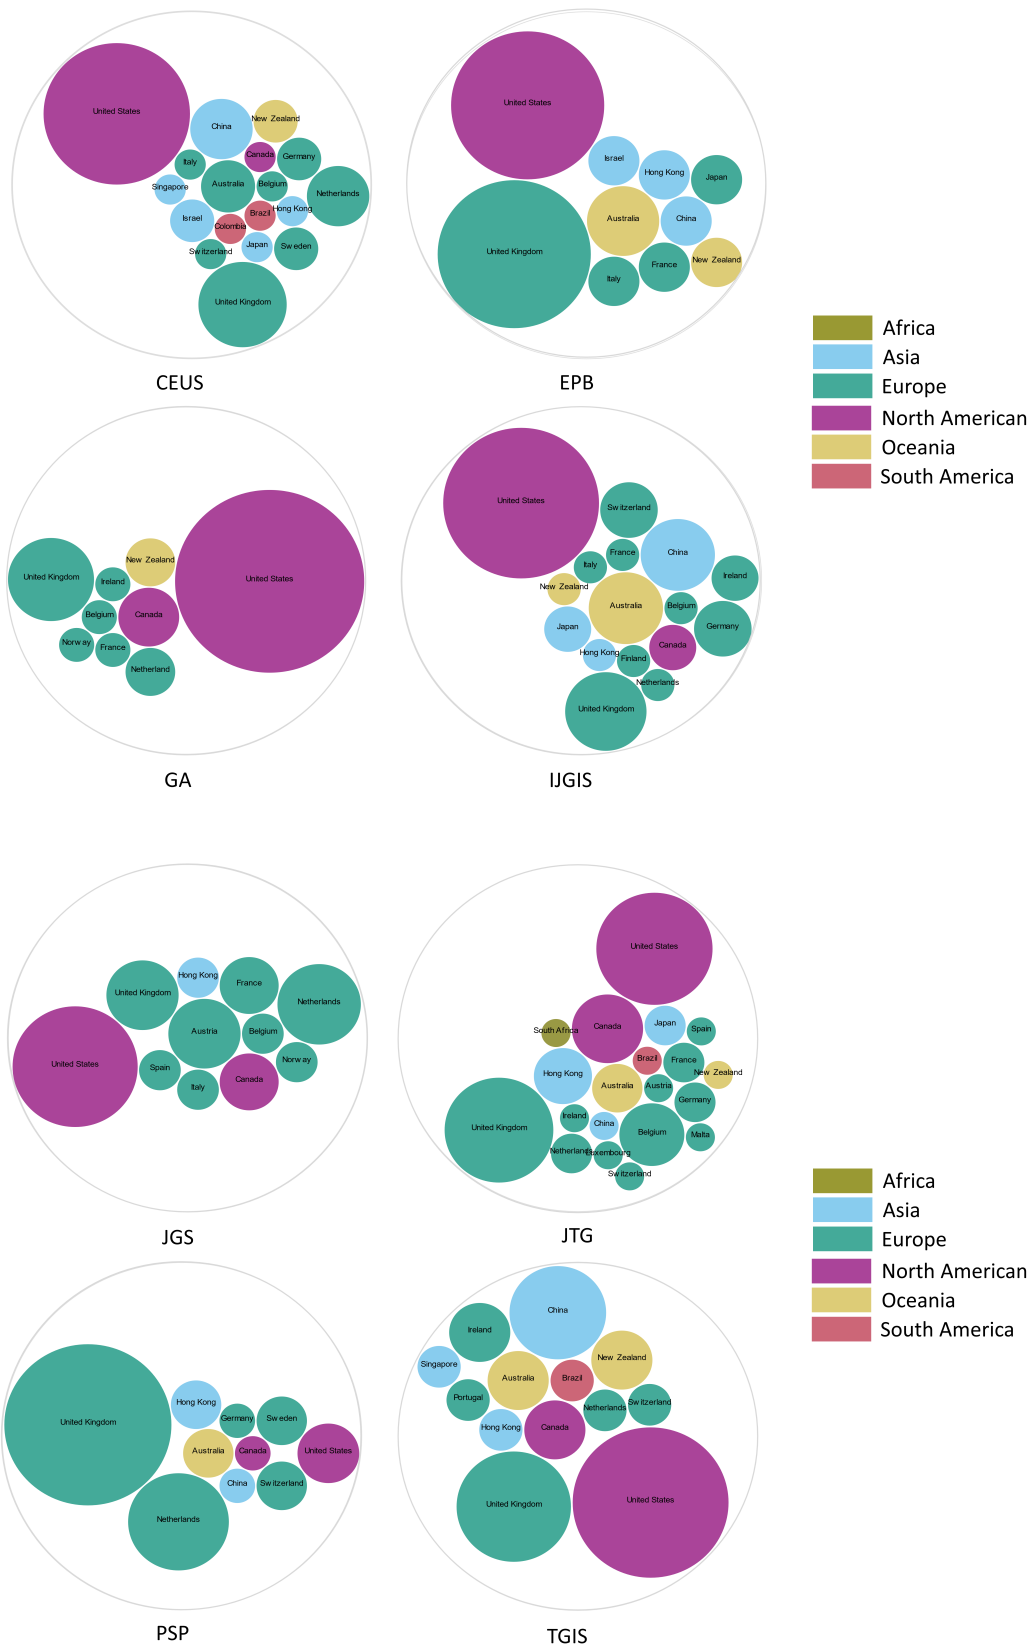 United States
China
New Zealand
Italy
Canada
Germany
Singapore
Australia
Belgium
Netherlands
Israel
Colombia
Brazil
Hong Kong
Switzerland
Japan
Sweden
United Kingdom
CEUS
United States
Israel
Hong Kong
Japan
Australia
China
United Kingdom
Italy
France
New Zealand
EPB
Africa
Asia
Europe
North American
Oceania
South America
United Kingdom
New Zealand
Ireland
United States
Belgium
Canada
Norway
France
Netherland
GA
United States
Switzerland
China
France
Italy
Ireland
New Zealand
Australia
Belgium
Japan
Germany
Canada
Hong Kong
Finland
Netherlands
United Kingdom
IJGIS
Hong Kong
France
United Kingdom
Netherlands
Austria
Belgium
United States
Spain
Norway
Italy
Canada
JGS
United States
South Africa
Canada
Japan
Spain
Brazil
France
Hong Kong
Australia
Austria
New Zealand
Ireland
China
Germany
United Kingdom
Belgium
Malta
Netherlands
Luxembourg
Switzerland
JTG
Africa
Asia
Europe
North American
Oceania
South America
Hong Kong
United Kingdom
Germany
Sweden
Australia
Canada
United States
China
Switzerland
Netherlands
PSP
China
Ireland
Singapore
Australia
Brazil
New Zealand
Portugal
Netherlands
Switzerland
Hong Kong
Canada
United Kingdom
United States
TGIS